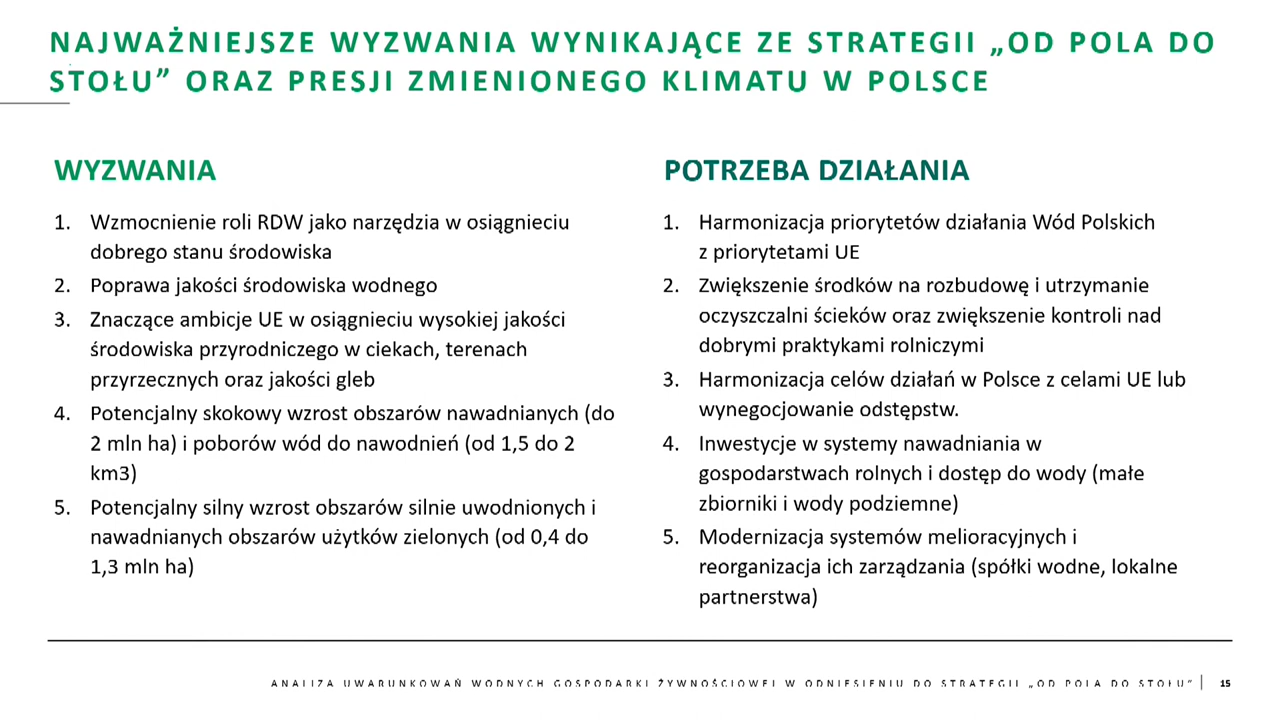 NAJWAŻNIEJSZE WYZWANIA WYNIKAJĄCE ZE STRATEGII „OD POLA DO
STOŁU” ORAZ PRESJI ZMIENIONEGO KLIMATU W POLSCE
WYZWANIA
1. Wzmocnienie roli RDW jako narzędzia w osiągnieciu
dobrego stanu środowiska
2. Poprawa jakości środowiska wodnego
3. Znaczące ambicje UE w osiągnieciu wysokiej jakości
środowiska przyrodniczego w ciekach, terenach
przyrzecznych oraz jakości gleb
4. Potencjalny skokowy wzrost obszarów nawadnianych (do
2 mln ha) i poborów wód do nawodnień (od 1,5 do 2
km3)
5. Potencjalny silny wzrost obszarów silnie uwodnionych i
nawadnianych obszarów użytków zielonych (od 0,4 do
1,3 mln ha)
POTRZEBA DZIAŁANIA
1. Harmonizacja priorytetów działania Wód Polskich
z priorytetami UE
2. Zwiększenie środków na rozbudowę i utrzymanie
oczyszczalni ścieków oraz zwiększenie kontroli nad
dobrymi praktykami rolniczymi
3. Harmonizacja celów działań w Polsce z celami UE lub
wynegocjowanie odstępstw.
4. Inwestycje w systemy nawadniania w
gospodarstwach rolnych i dostęp do wody (małe
zbiorniki i wody podziemne)
5. Modernizacja systemów melioracyjnych i
reorganizacja ich zarządzania (spółki wodne, lokalne
partnerstwa)
ANALIZA UWARUNKOWAŃ WODNYCH GOSPODARKI ŻYWNOŚCIOWEJ W ODNIESIENIU DO STRATEGII „OD POLA DO STOŁU” | 15